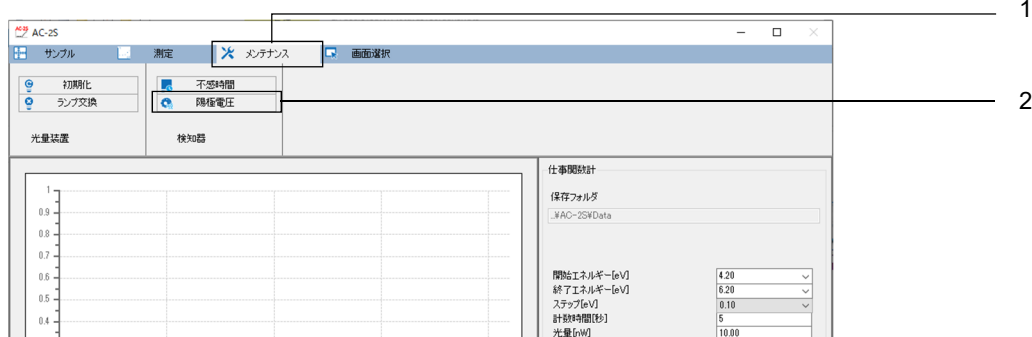 1
AC-2S AC-2S
サンプル 測定 メンテナンス 画面選択
初期化 不感時間
ランプ交換 陽極電圧
2
光量装置 検知器
仕事関数計
保存フォルダ
..¥AC-2S¥Data
1
0.9
0.8
0.7
0.6
0.5
0.4
開始エネルギー[eV] 4.20
終了エネルギー[eV] 6.20
ステップ[eV] 0.10
計数時間[秒] 5
光量[nW] 10.00